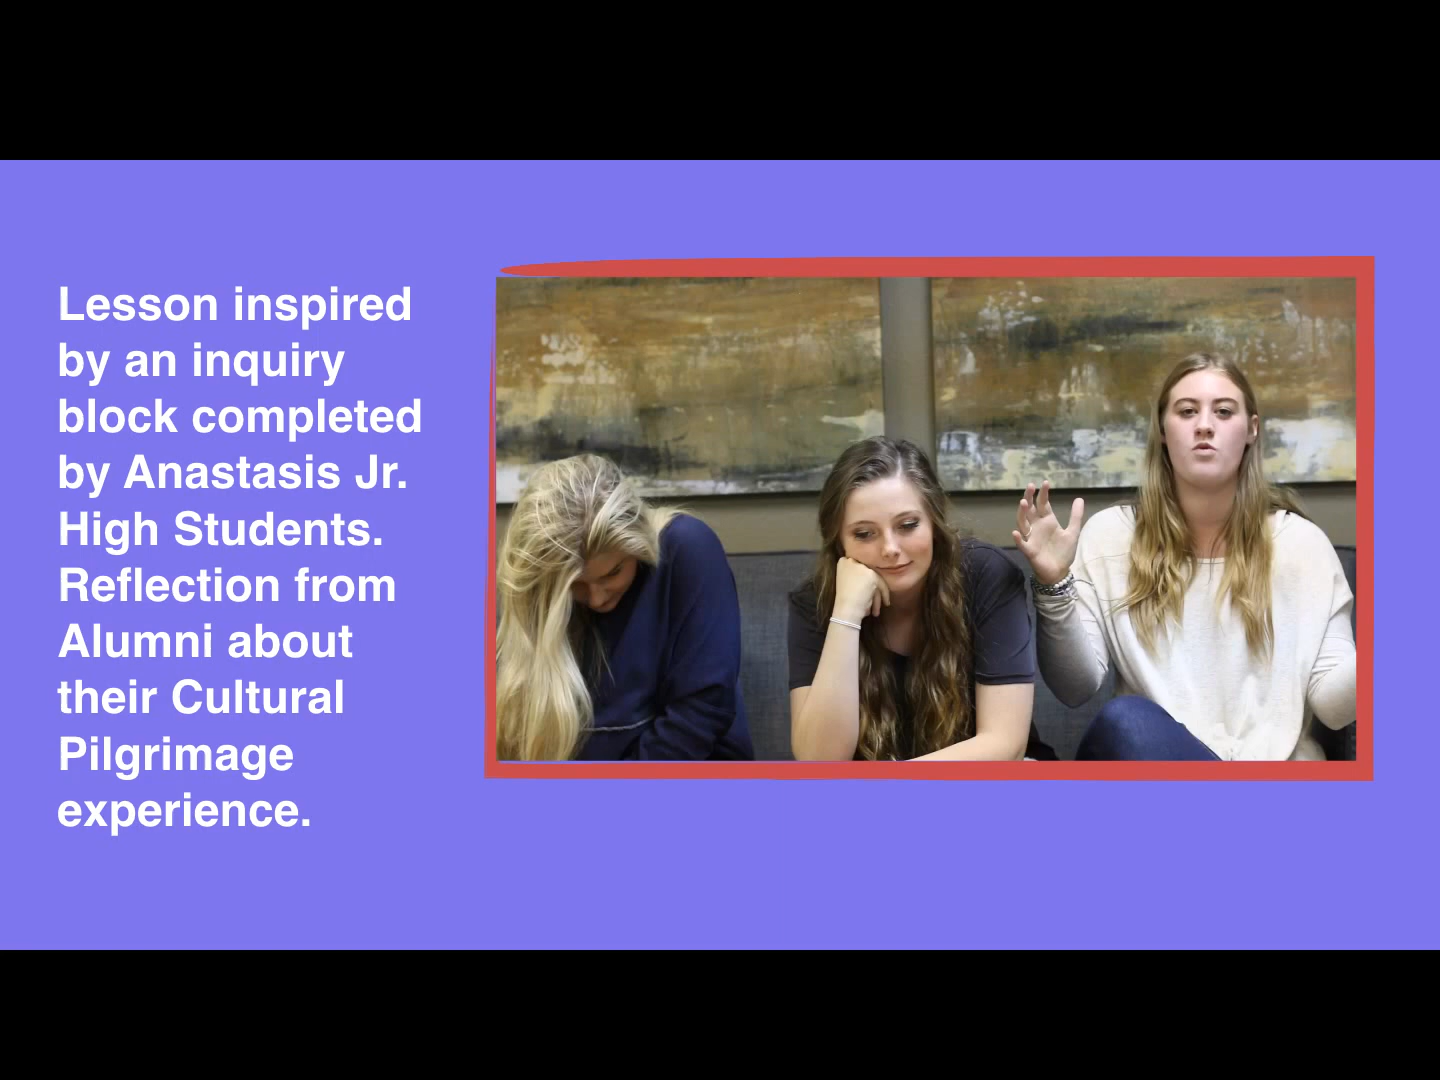 Lesson inspired
by an inquiry
block completed
by Anastasis Jr.
High Students.
Reflection from
Alumni about
their Cultural
Pilgrimage
experience.